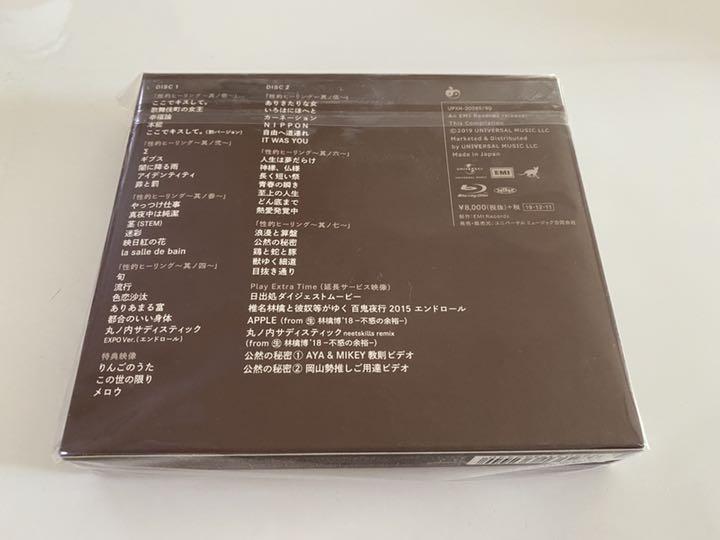 DISC 1
「性的ヒーリング〜其ノ壱〜」
ここでキスして。
歌舞伎町の女王
幸福論
本能
ここでキスして。(別バージョン)
「性的ヒーリング〜其ノ弐〜」
Σ
ギブス
闇に降る雨
アイデンティティ
罪と罰
「性的ヒーリング〜其ノ参〜」
やっつけ仕事
真夜中は純潔
茎 (STEM)
迷彩
映日紅の花
la salle de bain
「性的ヒーリング〜其ノ四〜」
旬
流行
色恋沙汰
ありあまる富
都合のいい身体
丸ノ内サディスティック
EXPO Ver.(エンドロール)
特典映像
りんごのうた
この世の限り
メロウ
DISC 2
「性的ヒーリング〜其ノ伍〜」
ありきたりな女
いろはにほへと
カーネーション
NIPPON
自由へ道連れ
IT WAS YOU
「性的ヒーリング〜其ノ六〜」
人生は夢だらけ
神様、仏様
長く短い祭
青春の瞬き
至上の人生
どん底まで
熱愛発覚中
「性的ヒーリング〜其ノ七〜」
浪漫と算盤
公然の秘密
鶏と蛇と豚
獣ゆく細道
目抜き通り
Play Extra Time (延長サービス映像)
日出処ダイジェストムービー
椎名林檎と彼奴等がゆく 百鬼夜行 2015 エンドロール
APPLE (from ㊌ 林檎博'18 −不惑の余裕−)
丸ノ内サディスティック neetskills remix
(from ㊌ 林檎博'18 −不惑の余裕−)
公然の秘密① AYA & MIKEY 教則ビデオ
公然の秘密② 岡山勢推しご用達ビデオ
UPXH-20089/90
An EMI Records release;
This Compilation
℗2019 UNIVERSAL MUSIC LLC
Marketed & Distributed
by UNIVERSAL MUSIC LLC
Made in Japan
UNIVERSAL
EMI
¥8,000(税抜)+税 19·12·11
制作:EMI Records
発売・販売元:ユニバーサル ミュージック合同会社